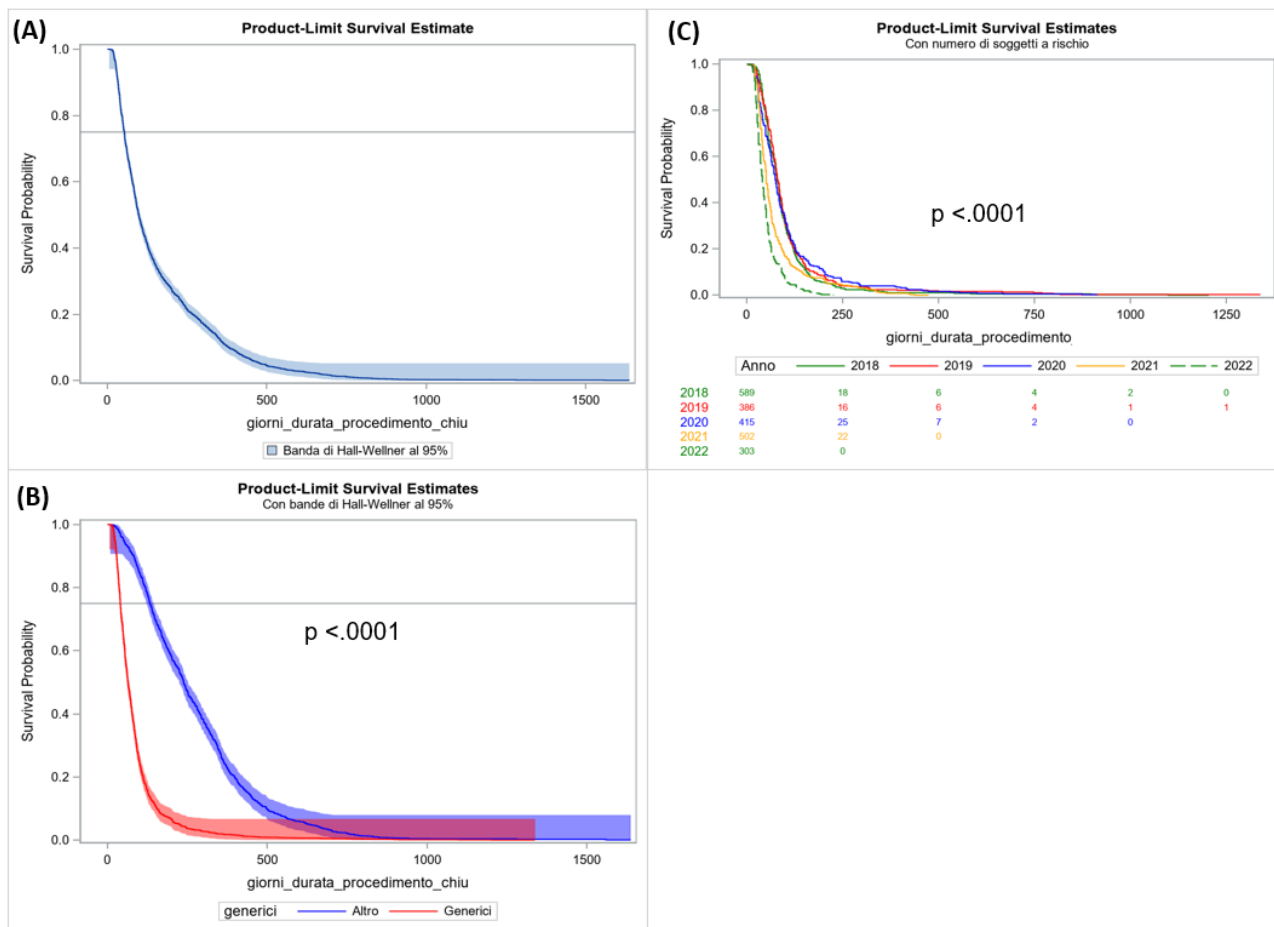 (A)
Product-Limit Survival Estimate
1.0
0.8
0.6
0.4
0.2
0.0
Survival Probability
0 500 1000 1500
giorni_durata_procedimento_chiu
Banda di Hall-Wellner al 95%
(B)
Product-Limit Survival Estimates
Con bande di Hall-Wellner al 95%
1.0
0.8
0.6
0.4
0.2
0.0
Survival Probability
p <.0001
0 500 1000 1500
giorni_durata_procedimento_chiu
generici Altro Generici
(C)
Product-Limit Survival Estimates
Con numero di soggetti a rischio
1.0
0.8
0.6
0.4
0.2
0.0
Survival Probability
p <.0001
0 250 500 750 1000 1250
giorni_durata_procedimento
Anno 2018 2019 2020 2021 2022
2018 589 18 6 4 2 0
2019 386 16 6 4 1 1
2020 415 25 7 2 0
2021 502 22 0
2022 303 0